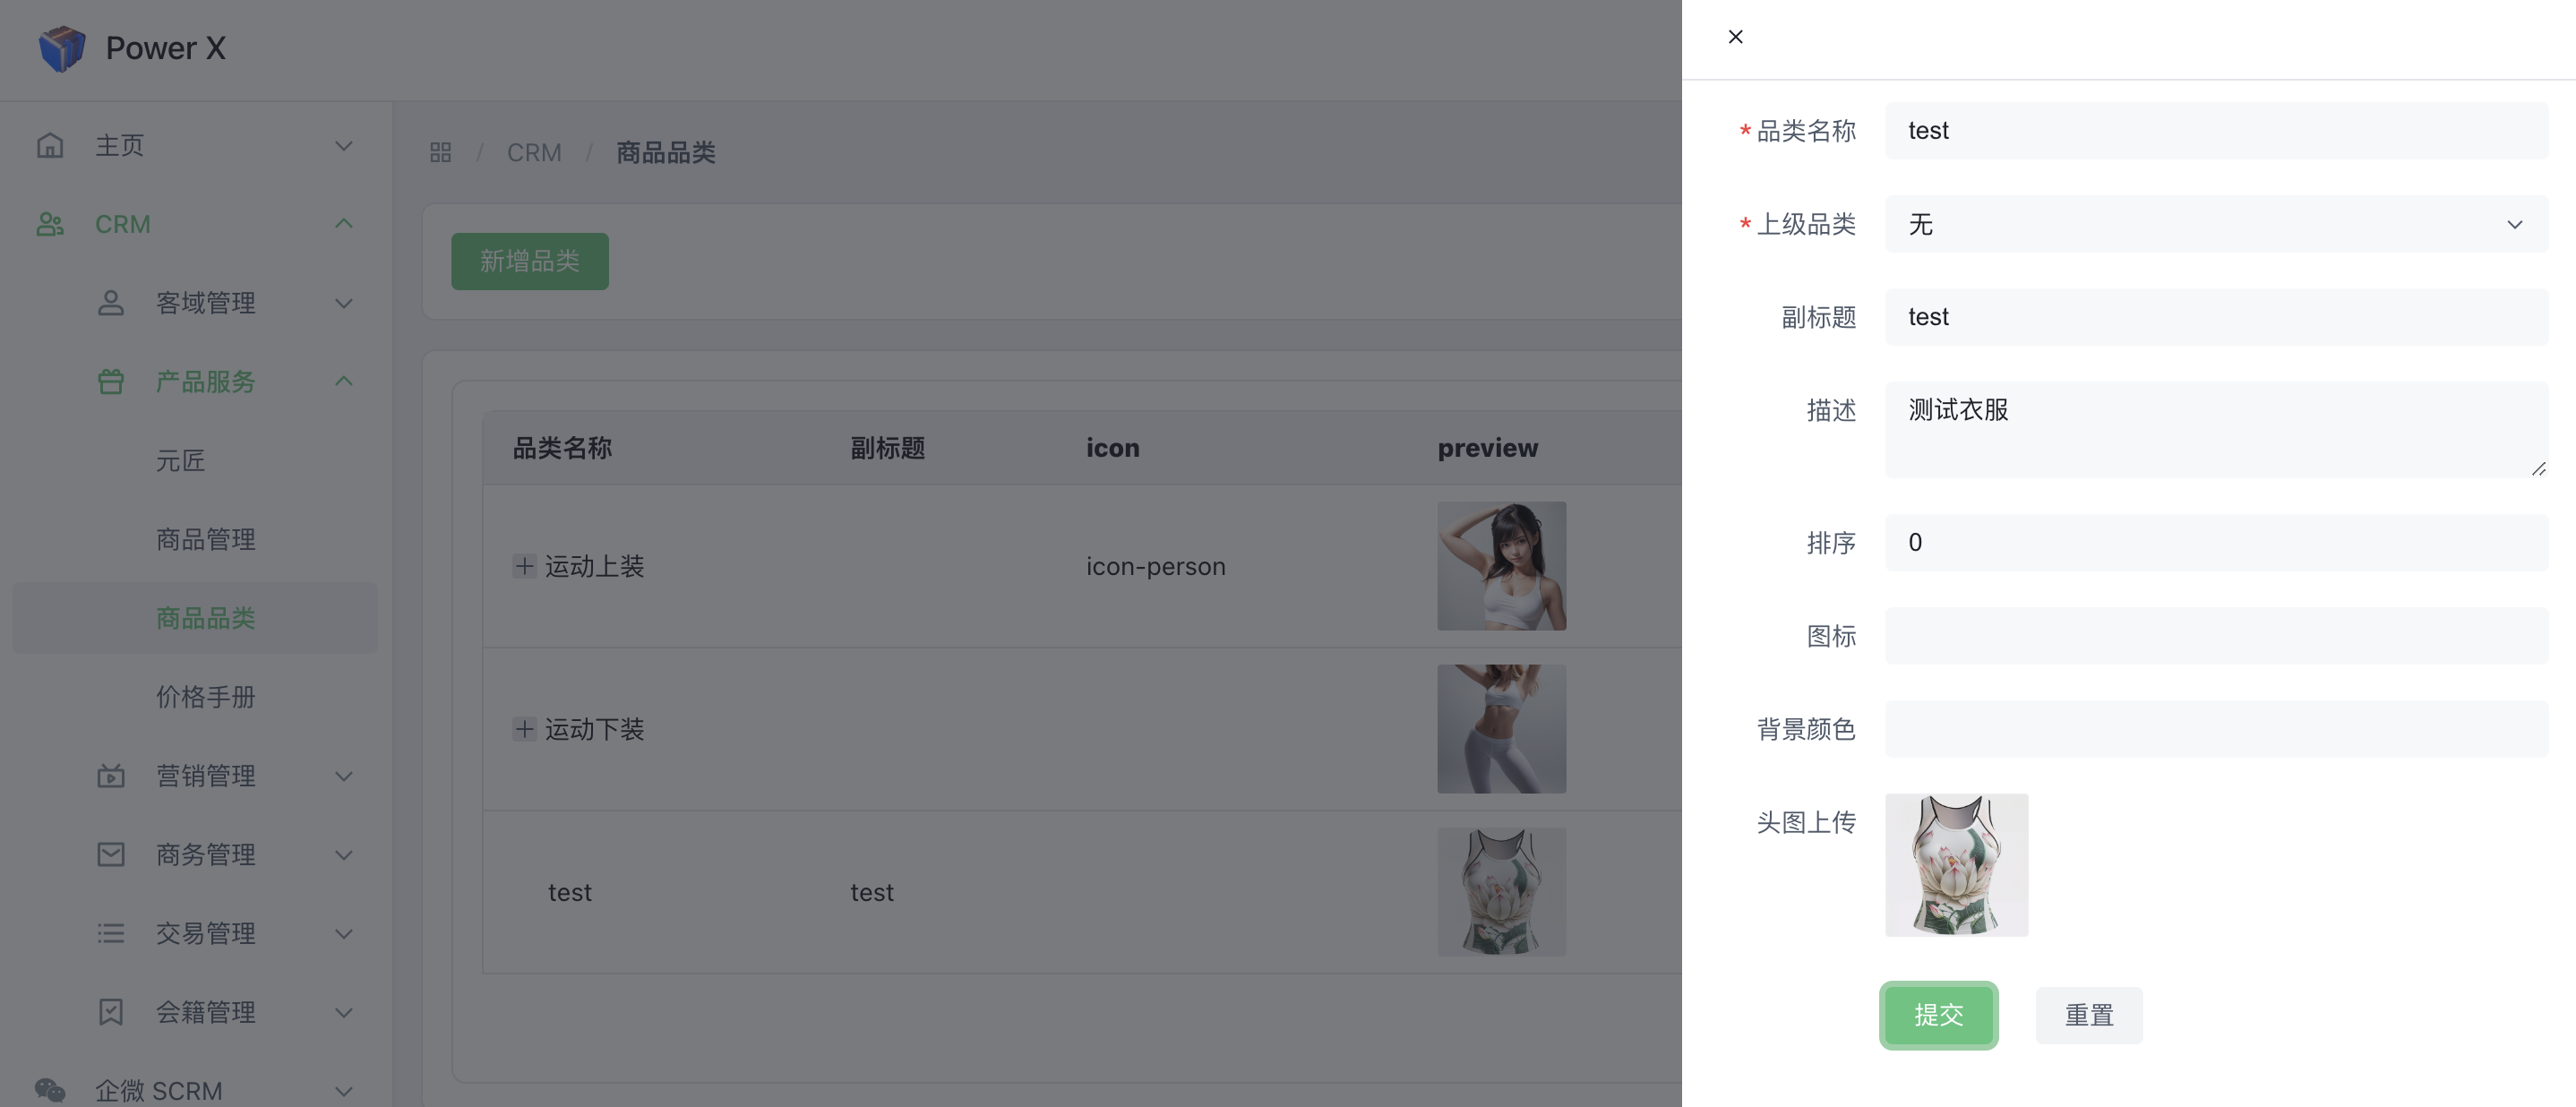 Power X
主页
CRM
客域管理
产品服务
元匠
商品管理
商品品类
价格手册
营销管理
商务管理
交易管理
会籍管理
企微 SCRM
/ CRM / 商品品类
新增品类
品类名称 副标题 icon preview
运动上装 icon-person
运动下装
test test
* 品类名称 test
* 上级品类 无
副标题 test
描述 测试衣服
排序 0
图标
背景颜色
头图上传
提交 重置